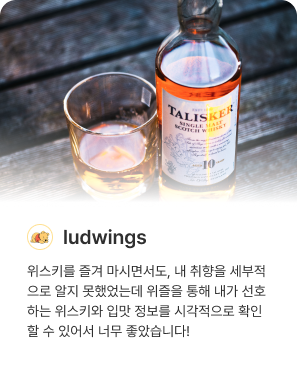 TALISKER
SINGLE MALT
SCOTCH WHISKY
10
ludwings
위스키를 즐겨 마시면서도, 내 취향을 세부적
으로 알지 못했었는데 위즐을 통해 내가 선호
하는 위스키와 입맛 정보를 시각적으로 확인
할 수 있어서 너무 좋았습니다!